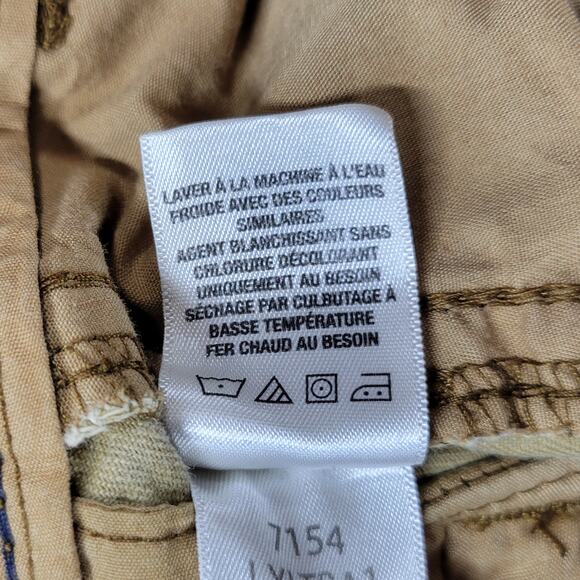 LAVER À LA MACHINE À L'EAU
FROIDE AVEC DES COULEURS
SIMILAIRES
AGENT BLANCHISSANT SANS
CHLORURE DÉCOLORANT
UNIQUEMENT AU BESOIN
SÉCHAGE PAR CULBUTAGE À
BASSE TEMPÉRATURE
FER CHAUD AU BESOIN
7154